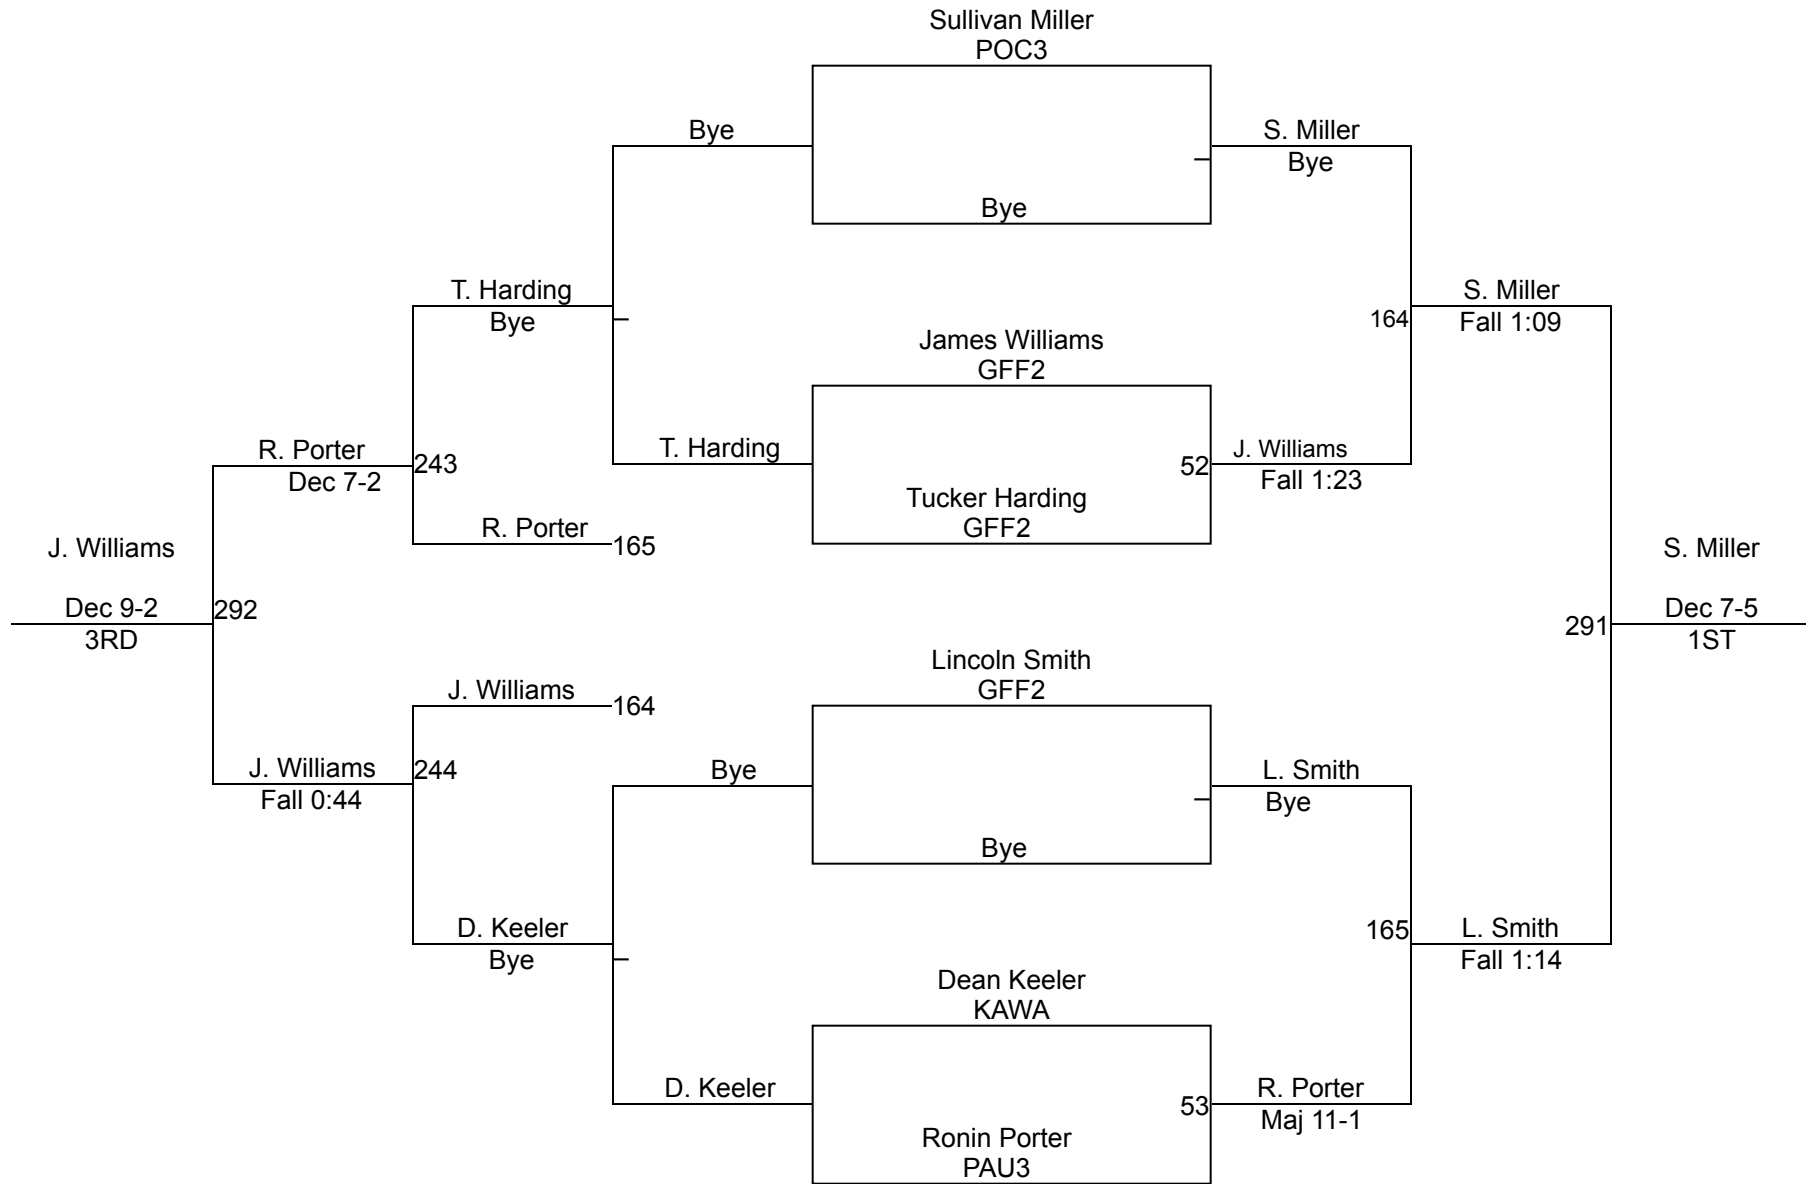 Sullivan Miller
POC3
Bye
S. Miller
Bye
Bye
T. Harding
Bye
S. Miller
Fall 1:09
164
James Williams
GFF2
R. Porter
Dec 7-2
243
T. Harding
52
J. Williams
Fall 1:23
Tucker Harding
GFF2
R. Porter
165
J. Williams
Dec 9-2
3RD
292
S. Miller
Dec 7-5
1ST
291
Lincoln Smith
GFF2
J. Williams
164
J. Williams
Fall 0:44
244
Bye
L. Smith
Bye
Bye
D. Keeler
Bye
165
L. Smith
Fall 1:14
Dean Keeler
KAWA
D. Keeler
53
R. Porter
Maj 11-1
Ronin Porter
PAU3